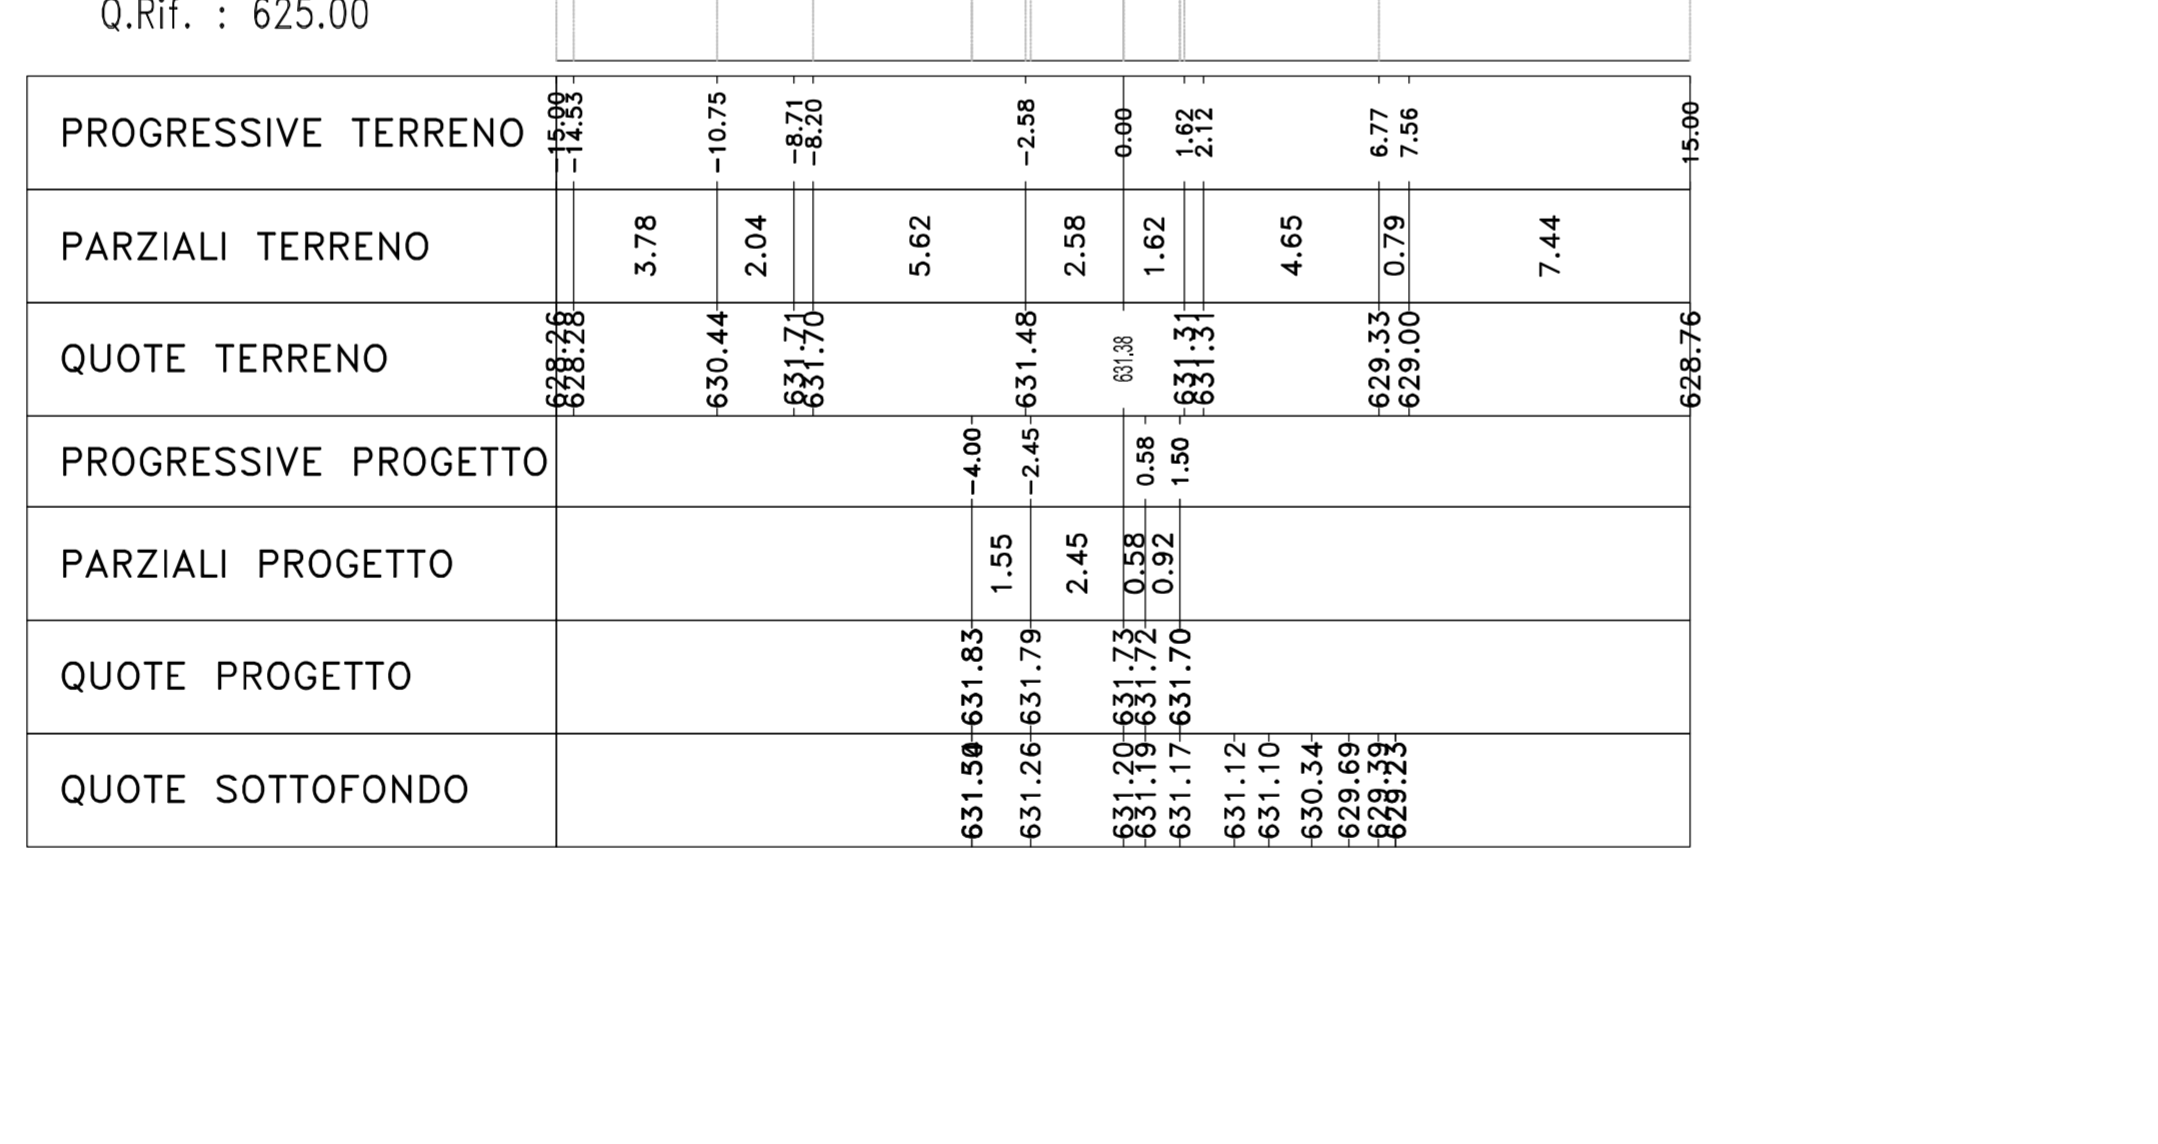 Q.Rif. : 625.00
PROGRESSIVE TERRENO -15.00 -14.53 -10.75 -8.71 -8.20 -2.58 0.00 1.62 2.12 6.77 7.56 15.00
PARZIALI TERRENO 3.78 2.04 5.62 2.58 1.62 4.65 0.79 7.44
QUOTE TERRENO 628.26 628.28 630.44 631.71 631.70 631.48 631.38 631.31 631.31 629.33 629.00 628.76
PROGRESSIVE PROGETTO -4.00 -2.45 0.58 1.50
PARZIALI PROGETTO 1.55 2.45 0.58 0.92
QUOTE PROGETTO 631.83 631.79 631.73 631.72 631.70
QUOTE SOTTOFONDO 631.26 631.20 631.19 631.17 631.12 631.10 630.34 629.69 629.39